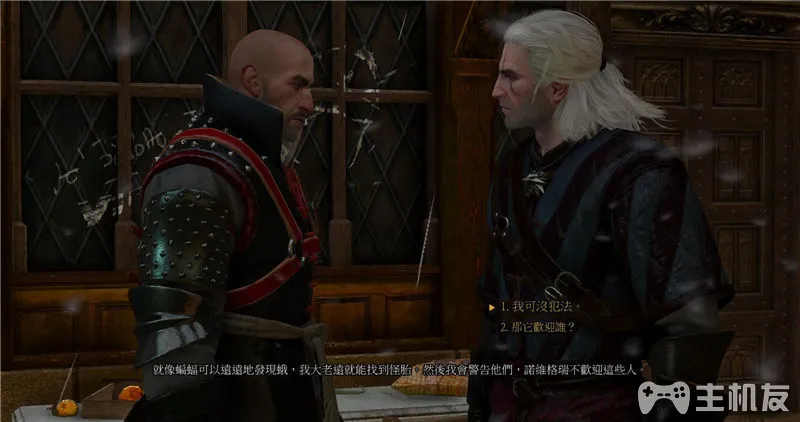 1. 我可沒犯法。
2. 那它歡迎誰？
就像蝙蝠可以遠遠地發現蛾，我大老遠就能找到怪胎。然後我會警告他們，諾維格瑞不歡迎這些人。
主机友